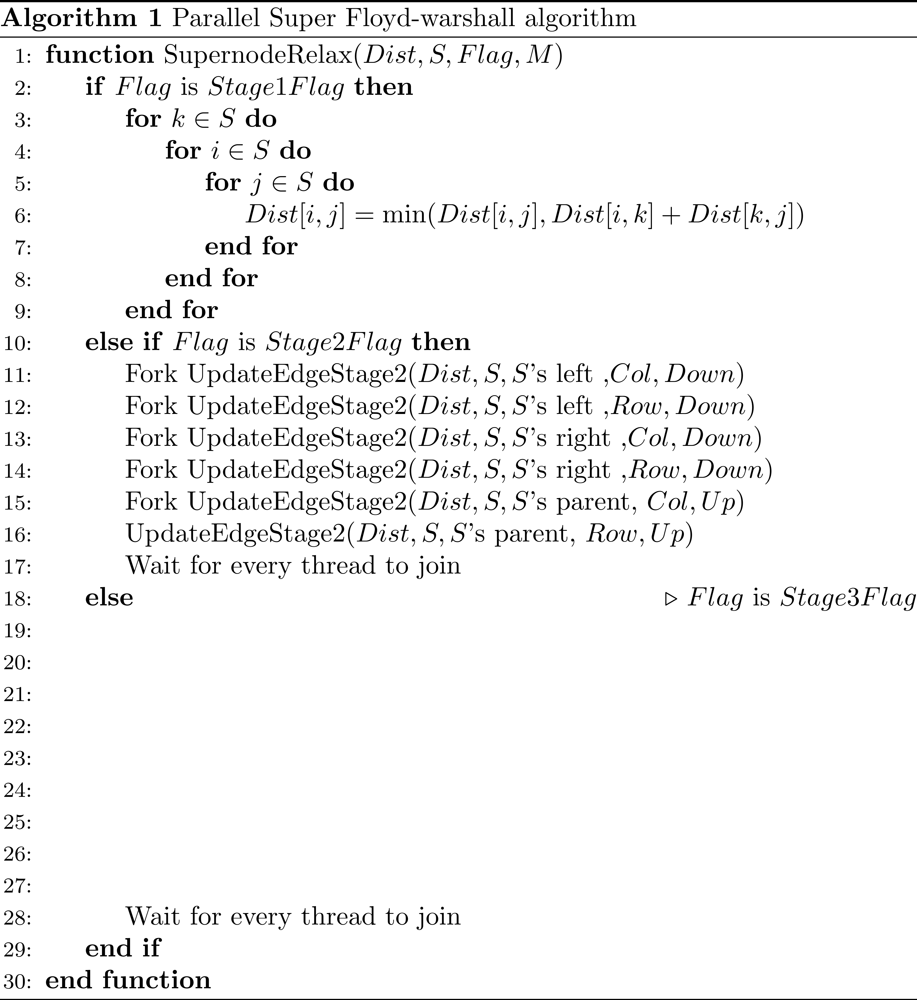 Algorithm 1 Parallel Super Floyd-warshall algorithm
1: function SupernodeRelax(Dist, S, Flag, M)
2: if Flag is Stage1Flag then
3: for k ∈ S do
4: for i ∈ S do
5: for j ∈ S do
6: Dist[i, j] = min(Dist[i, j], Dist[i, k] + Dist[k, j])
7: end for
8: end for
9: end for
10: else if Flag is Stage2Flag then
11: Fork UpdateEdgeStage2(Dist, S, S's left ,Col, Down)
12: Fork UpdateEdgeStage2(Dist, S, S's left ,Row, Down)
13: Fork UpdateEdgeStage2(Dist, S, S's right ,Col, Down)
14: Fork UpdateEdgeStage2(Dist, S, S's right ,Row, Down)
15: Fork UpdateEdgeStage2(Dist, S, S's parent, Col, Up)
16: UpdateEdgeStage2(Dist, S, S's parent, Row, Up)
17: Wait for every thread to join
18: else ▷ Flag is Stage3Flag
19:
20:
21:
22:
23:
24:
25:
26:
27:
28: Wait for every thread to join
29: end if
30: end function